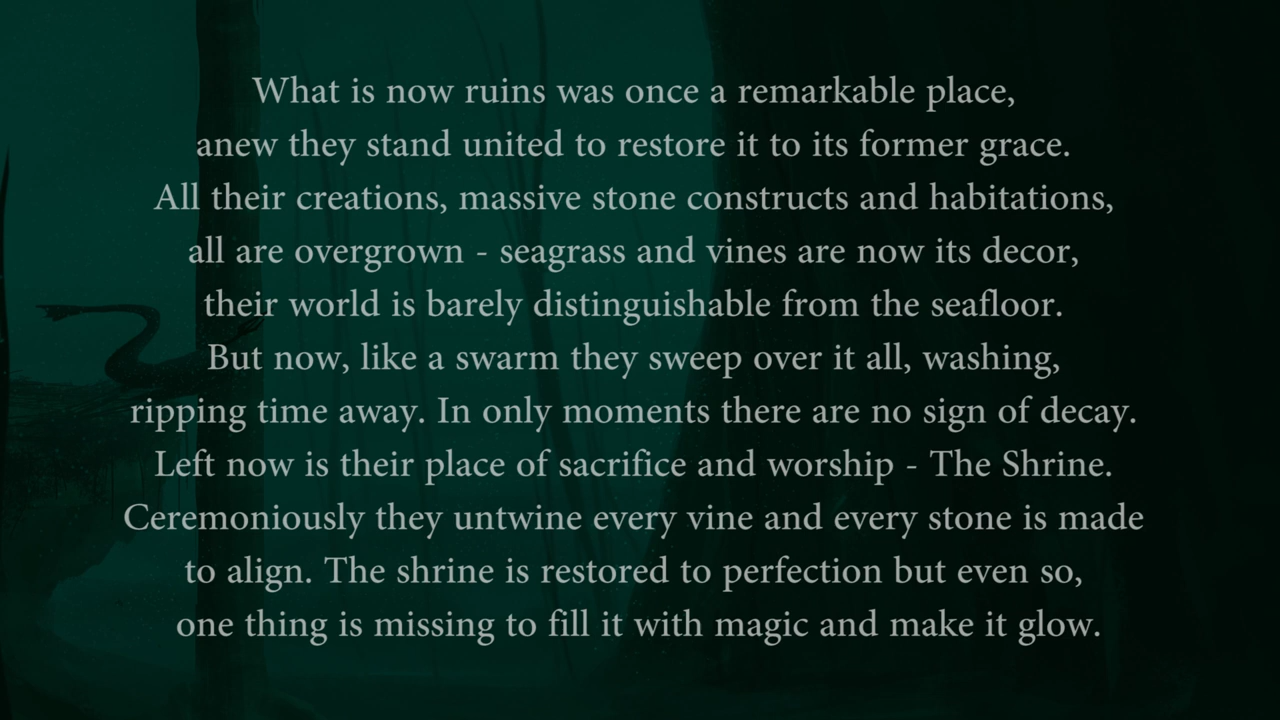 What is now ruins was once a remarkable place,
anew they stand united to restore it to its former grace.
All their creations, massive stone constructs and habitations,
all are overgrown - seagrass and vines are now its decor,
their world is barely distinguishable from the seafloor.
But now, like a swarm they sweep over it all, washing,
ripping time away. In only moments there are no sign of decay.
Left now is their place of sacrifice and worship - The Shrine.
Ceremoniously they untwine every vine and every stone is made
to align. The shrine is restored to perfection but even so,
one thing is missing to fill it with magic and make it glow.